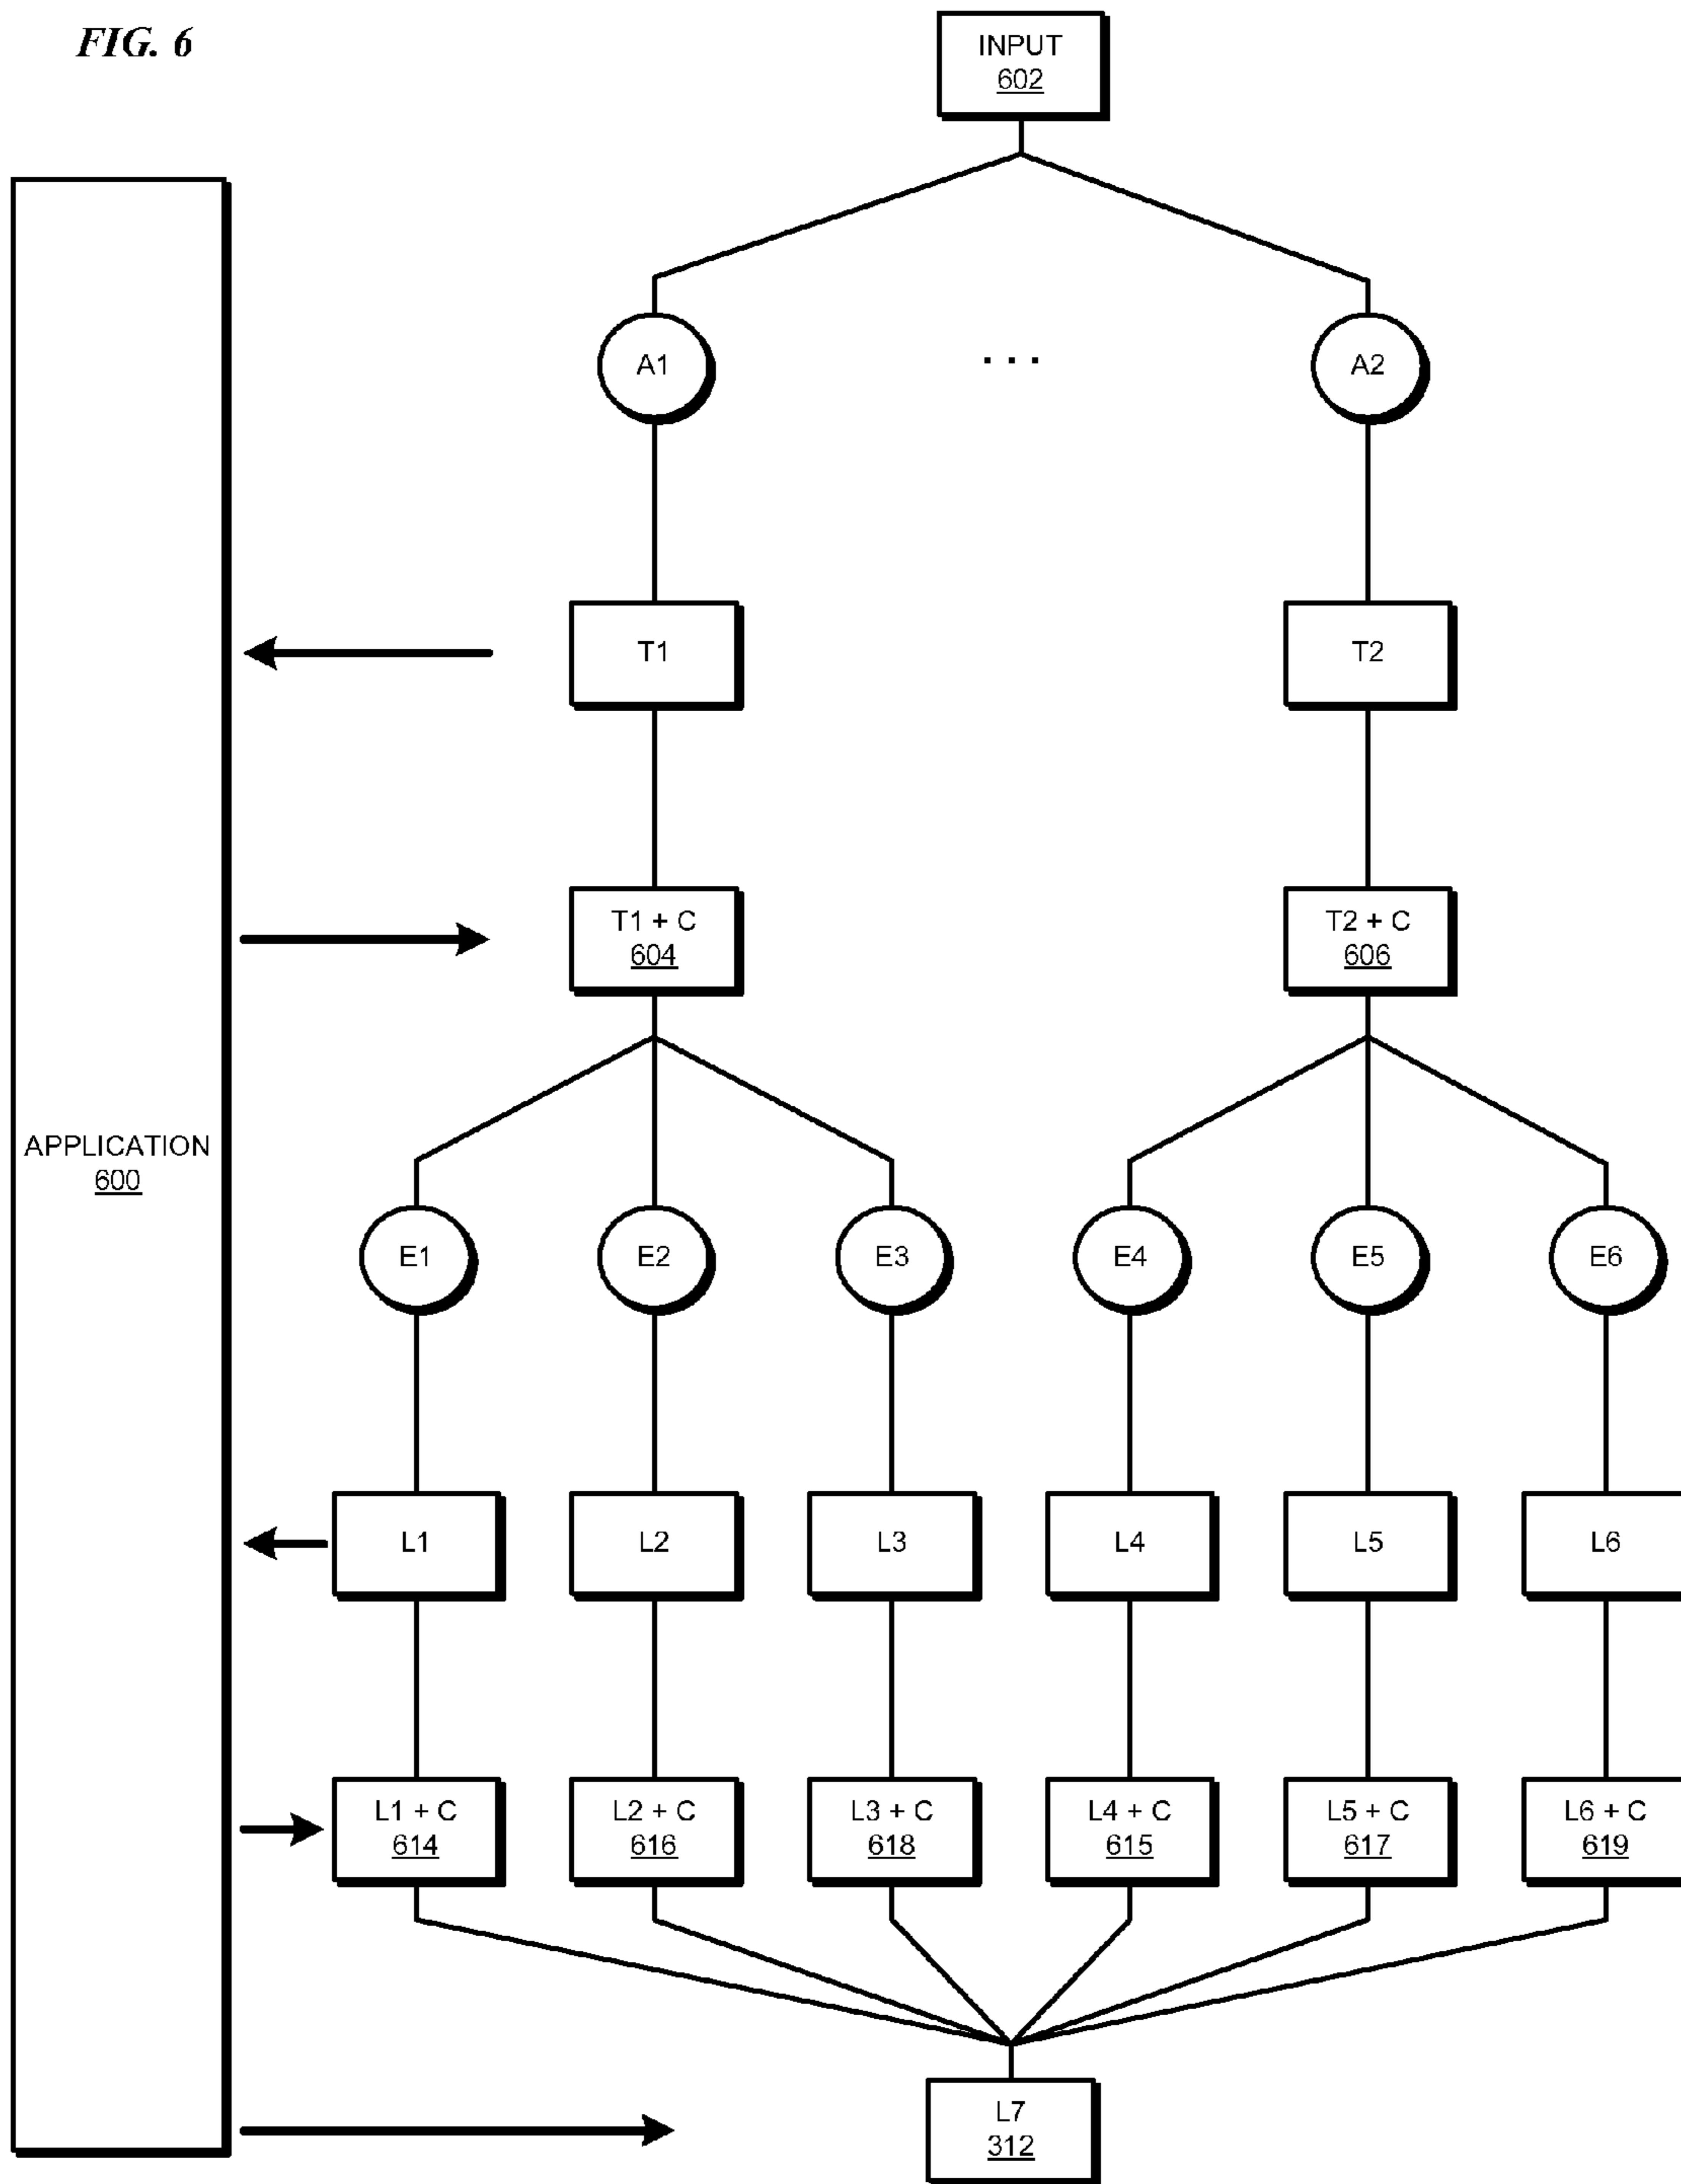 FIG. 6
INPUT
602
A1
. . .
A2
T1
T2
T1 + C
604
T2 + C
606
APPLICATION
600
E1
E2
E3
E4
E5
E6
L1
L2
L3
L4
L5
L6
L1 + C
614
L2 + C
616
L3 + C
618
L4 + C
615
L5 + C
617
L6 + C
619
L7
312